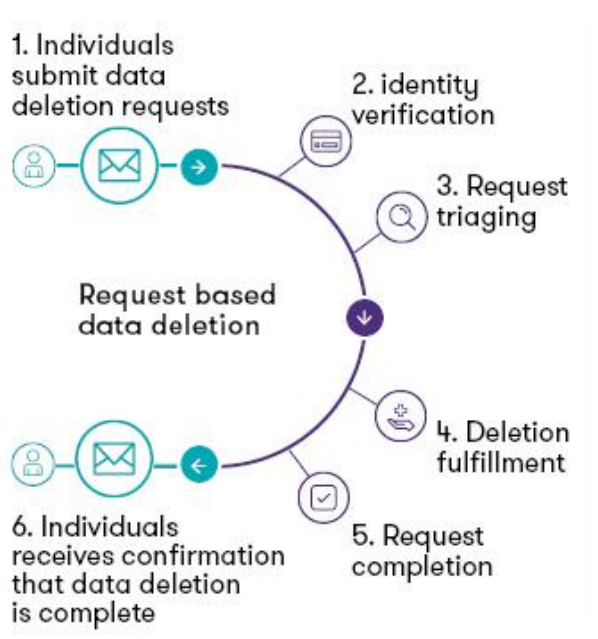 1. Individuals
submit data
deletion requests
2. identity
verification
3. Request
triaging
Request based
data deletion
4. Deletion
fulfillment
5. Request
completion
6. Individuals
receives confirmation
that data deletion
is complete